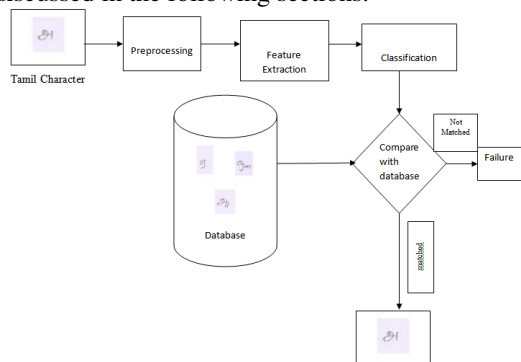 discussed in the following sections.
Preprocessing
Feature
Extraction
Classification
Tamil Character
Not
Matched
Compare
with
database
Failure
Database
matched